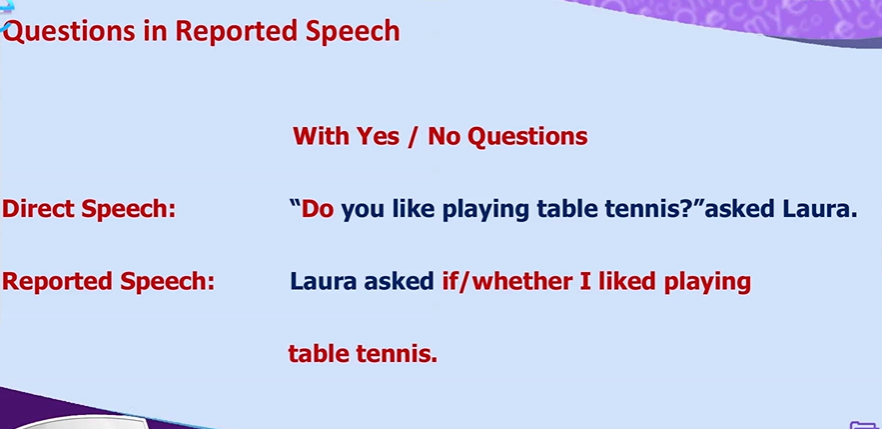 Questions in Reported Speech
With Yes / No Questions
Direct Speech: “Do you like playing table tennis?”asked Laura.
Reported Speech: Laura asked if/whether I liked playing
table tennis.